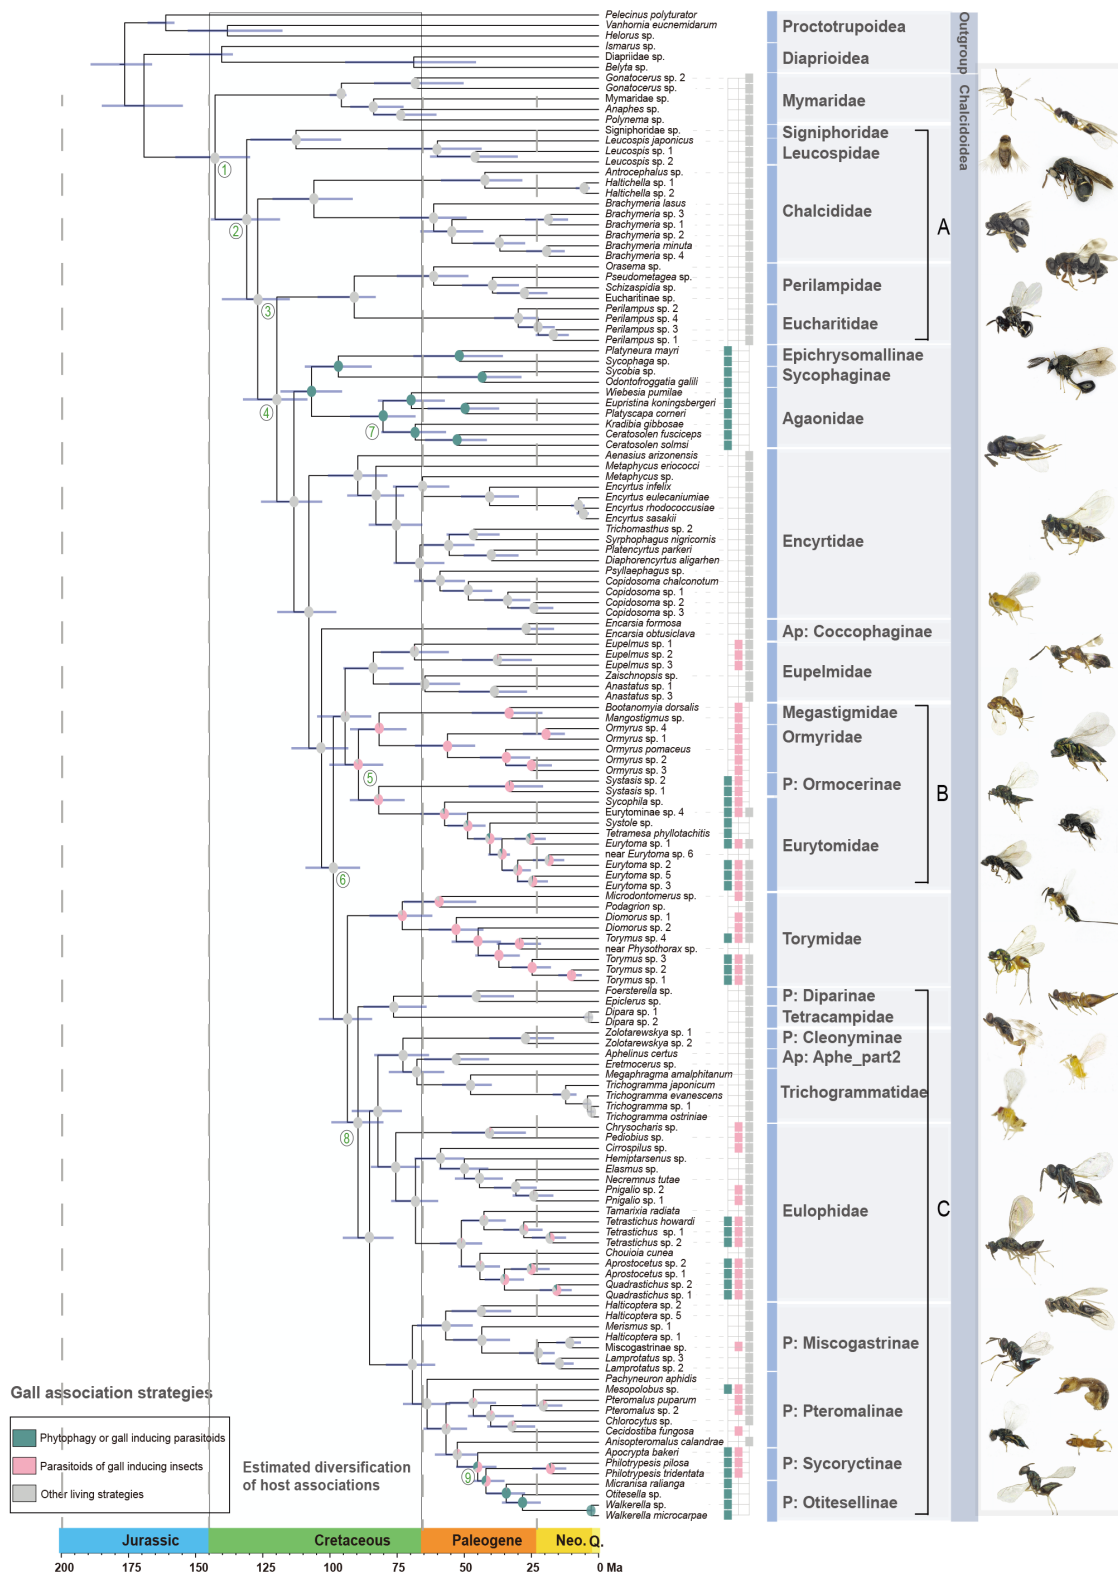 Pelecinus polyturator
Vanhornia eucnemidarum
Helorus sp.
Ismarus sp.
Diapriidae sp.
Belyta sp.
Gonatocerus sp. 2
Gonatocerus sp.
Mymaridae sp.
Anaphes sp.
Polynema sp.
Signiphoridae sp.
Leucospis japonicus
Leucospis sp. 1
Leucospis sp. 2
Antrocephalus sp.
Haltichella sp. 1
Haltichella sp. 2
Brachymeria lasus
Brachymeria sp. 3
Brachymeria sp. 1
Brachymeria sp. 2
Brachymeria minuta
Brachymeria sp. 4
Orasema sp.
Pseudometagea sp.
Schizaspidia sp.
Eucharitinae sp.
Perilampus sp. 2
Perilampus sp. 4
Perilampus sp. 3
Perilampus sp. 1
Platyneura mayri
Sycophaga sp.
Sycobia sp.
Odontofroggatia galili
Wiebesia pumilae
Eupristina koningsbergeri
Platyscapa corneri
Kradibia gibbosae
Ceratosolen fusciceps
Ceratosolen solmsi
Aenasius arizonensis
Metaphycus eriococci
Metaphycus sp.
Encyrtus infelix
Encyrtus eulecaniumiae
Encyrtus rhodococcusiae
Encyrtus sasakii
Trichomasthus sp. 2
Syrphophagus nigricornis
Platencyrtus parkeri
Diaphorencyrtus aligarhen
Psyllaephagus sp.
Copidosoma chalconotum
Copidosoma sp. 1
Copidosoma sp. 2
Copidosoma sp. 3
Encarsia formosa
Encarsia obtusiclava
Eupelmus sp. 1
Eupelmus sp. 2
Eupelmus sp. 3
Zaischnopsis sp.
Anastatus sp. 1
Anastatus sp. 3
Bootanomyia dorsalis
Mangostigmus sp.
Ormyrus sp. 4
Ormyrus sp. 1
Ormyrus pomaceus
Ormyrus sp. 2
Ormyrus sp. 3
Systasis sp. 2
Systasis sp. 1
Sycophila sp.
Eurytominae sp. 4
Systole sp.
Tetramesa phyllotachitis
Eurytoma sp. 1
near Eurytoma sp. 6
Eurytoma sp. 2
Eurytoma sp. 5
Eurytoma sp. 3
Microdontomerus sp.
Podagrion sp.
Diomorus sp. 1
Diomorus sp. 2
Torymus sp. 4
near Physothorax sp.
Torymus sp. 3
Torymus sp. 2
Torymus sp. 1
Foersterella sp.
Epiclerus sp.
Dipara sp. 1
Dipara sp. 2
Zolotarewskya sp. 1
Zolotarewskya sp. 2
Aphelinus certus
Eretmocerus sp.
Megaphragma amalphitanum
Trichogramma japonicum
Trichogramma evanescens
Trichogramma sp. 1
Trichogramma ostriniae
Chrysocharis sp.
Pediobius sp.
Cirrospilus sp.
Hemiptarsenus sp.
Elasmus sp.
Necremnus tutae
Pnigalio sp. 2
Pnigalio sp. 1
Tamarixia radiata
Tetrastichus howardi
Tetrastichus sp. 1
Tetrastichus sp. 2
Chouioia cunea
Aprostocetus sp. 2
Aprostocetus sp. 1
Quadrastichus sp. 2
Quadrastichus sp. 1
Halticoptera sp. 2
Halticoptera sp. 5
Merismus sp. 1
Halticoptera sp. 1
Miscogastrinae sp.
Lamprotatus sp. 3
Lamprotatus sp. 2
Pachyneuron aphidis
Mesopolobus sp.
Pteromalus puparum
Pteromalus sp. 2
Chlorocytus sp.
Cecidostiba fungosa
Anisopteromalus calandrae
Apocrypta bakeri
Philotrypesis pilosa
Philotrypesis tridentata
Micranisa ralianga
Otitesella sp.
Walkerella sp.
Walkerella microcarpae
1
2
3
4
7
5
6
8
9
Proctotrupoidea
Diaprioidea
Mymaridae
Signiphoridae
Leucospidae
Chalcididae
Perilampidae
Eucharitidae
Epichrysomallinae
Sycophaginae
Agaonidae
Encyrtidae
Ap: Coccophaginae
Eupelmidae
Megastigmidae
Ormyridae
P: Ormocerinae
Eurytomidae
Torymidae
P: Diparinae
Tetracampidae
P: Cleonyminae
Ap: Aphe_part2
Trichogrammatidae
Eulophidae
P: Miscogastrinae
P: Pteromalinae
P: Sycoryctinae
P: Otitesellinae
A
B
C
Outgroup
Chalcidoidea
Gall association strategies
Phytophagy or gall inducing parasitoids
Parasitoids of gall inducing insects
Other living strategies
Estimated diversification
of host associations
Jurassic Cretaceous Paleogene Neo. Q.
200 175 150 125 100 75 50 25 0 Ma